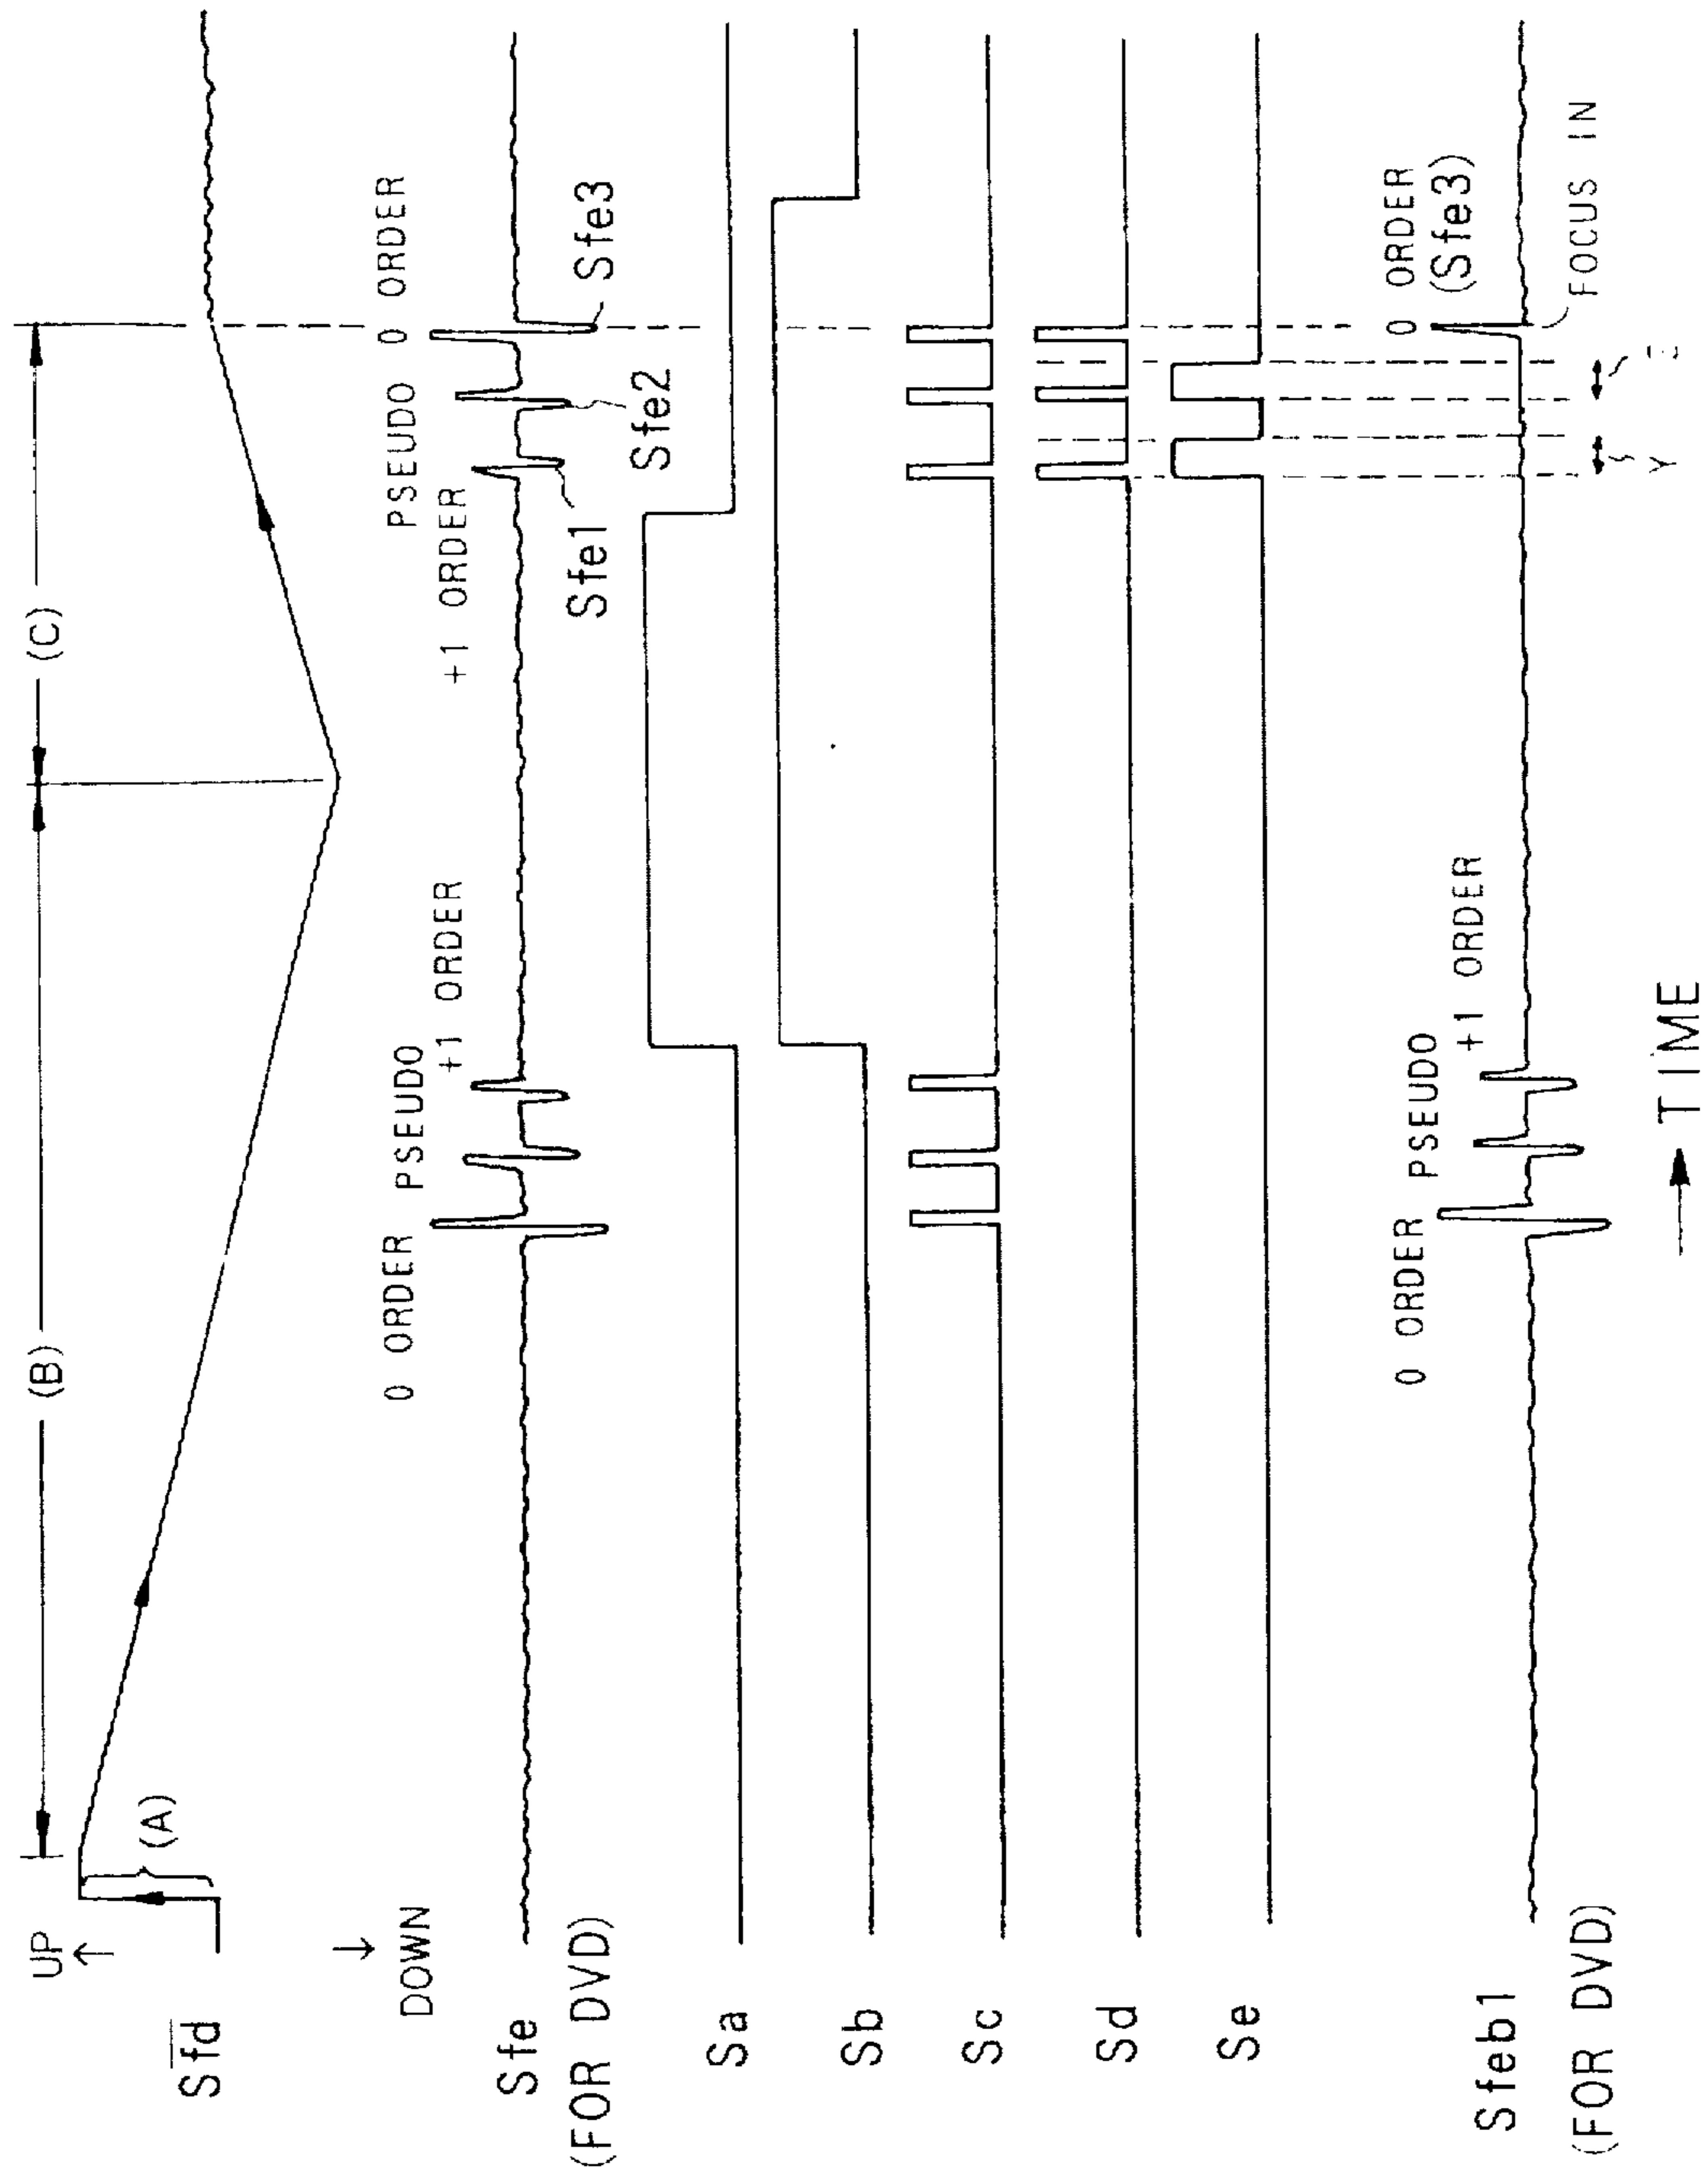 UP
(A)
(B)
(C)
Sfd
DOWN
0 ORDER PSEUDO
+1 ORDER
PSEUDO 0 ORDER
+1 ORDER
Sfe
(FOR DVD)
Sfe1
Sfe2
Sfe3
Sa
Sb
Sc
Sd
Se
0 ORDER PSEUDO
+1 ORDER
0 ORDER
(Sfe3)
Sfeb1
(FOR DVD)
Y
FOCUS IN
TIME